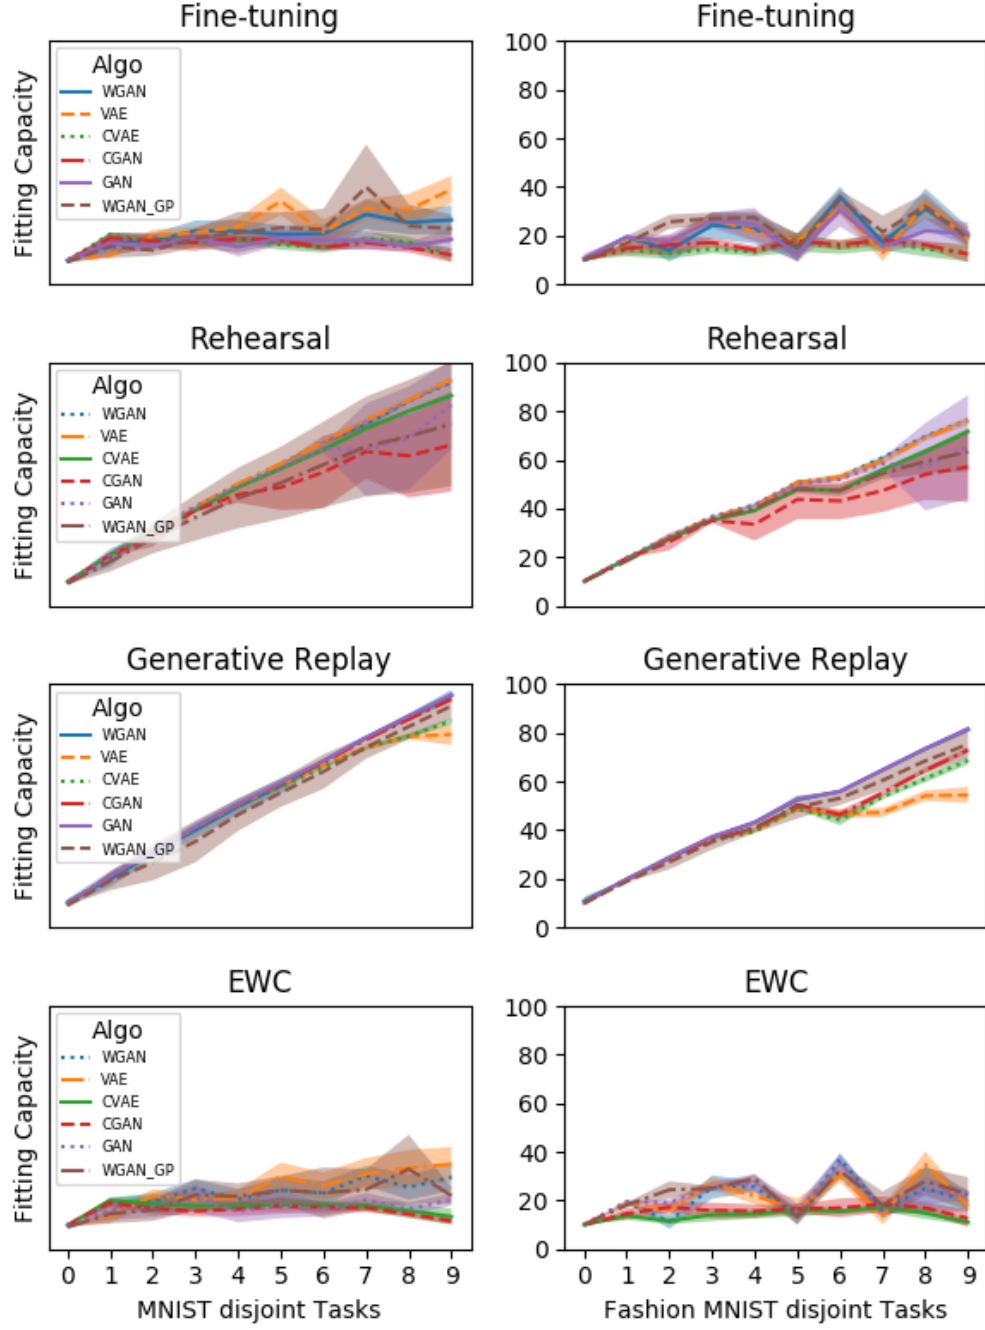 Fine-tuning
Fitting Capacity
Algo
WGAN
VAE
CVAE
CGAN
GAN
WGAN_GP
Fine-tuning
100
80
60
40
20
0
Rehearsal
Fitting Capacity
Algo
WGAN
VAE
CVAE
CGAN
GAN
WGAN_GP
Rehearsal
100
80
60
40
20
0
Generative Replay
Fitting Capacity
Algo
WGAN
VAE
CVAE
CGAN
GAN
WGAN_GP
Generative Replay
100
80
60
40
20
0
EWC
Fitting Capacity
Algo
WGAN
VAE
CVAE
CGAN
GAN
WGAN_GP
0 1 2 3 4 5 6 7 8 9
MNIST disjoint Tasks
EWC
100
80
60
40
20
0
0 1 2 3 4 5 6 7 8 9
Fashion MNIST disjoint Tasks